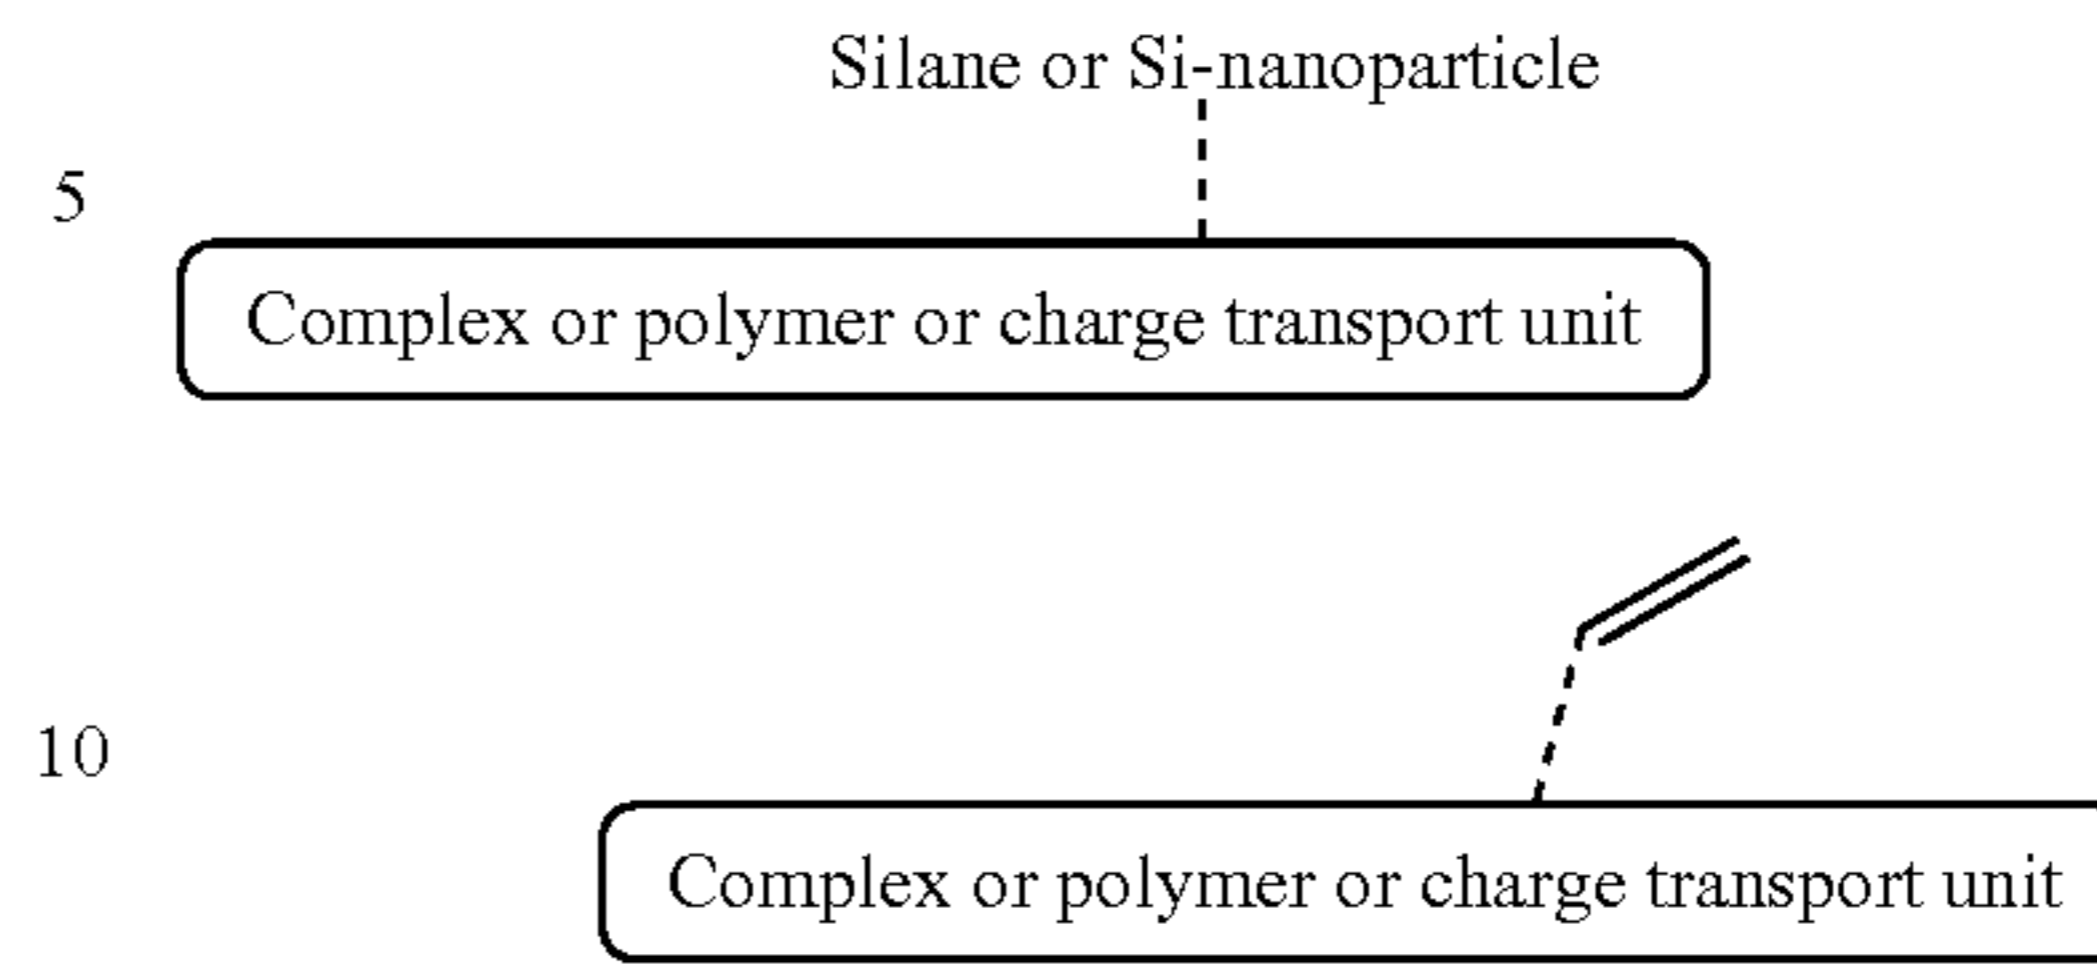 Silane or Si-nanoparticle
5
Complex or polymer or charge transport unit
10
Complex or polymer or charge transport unit